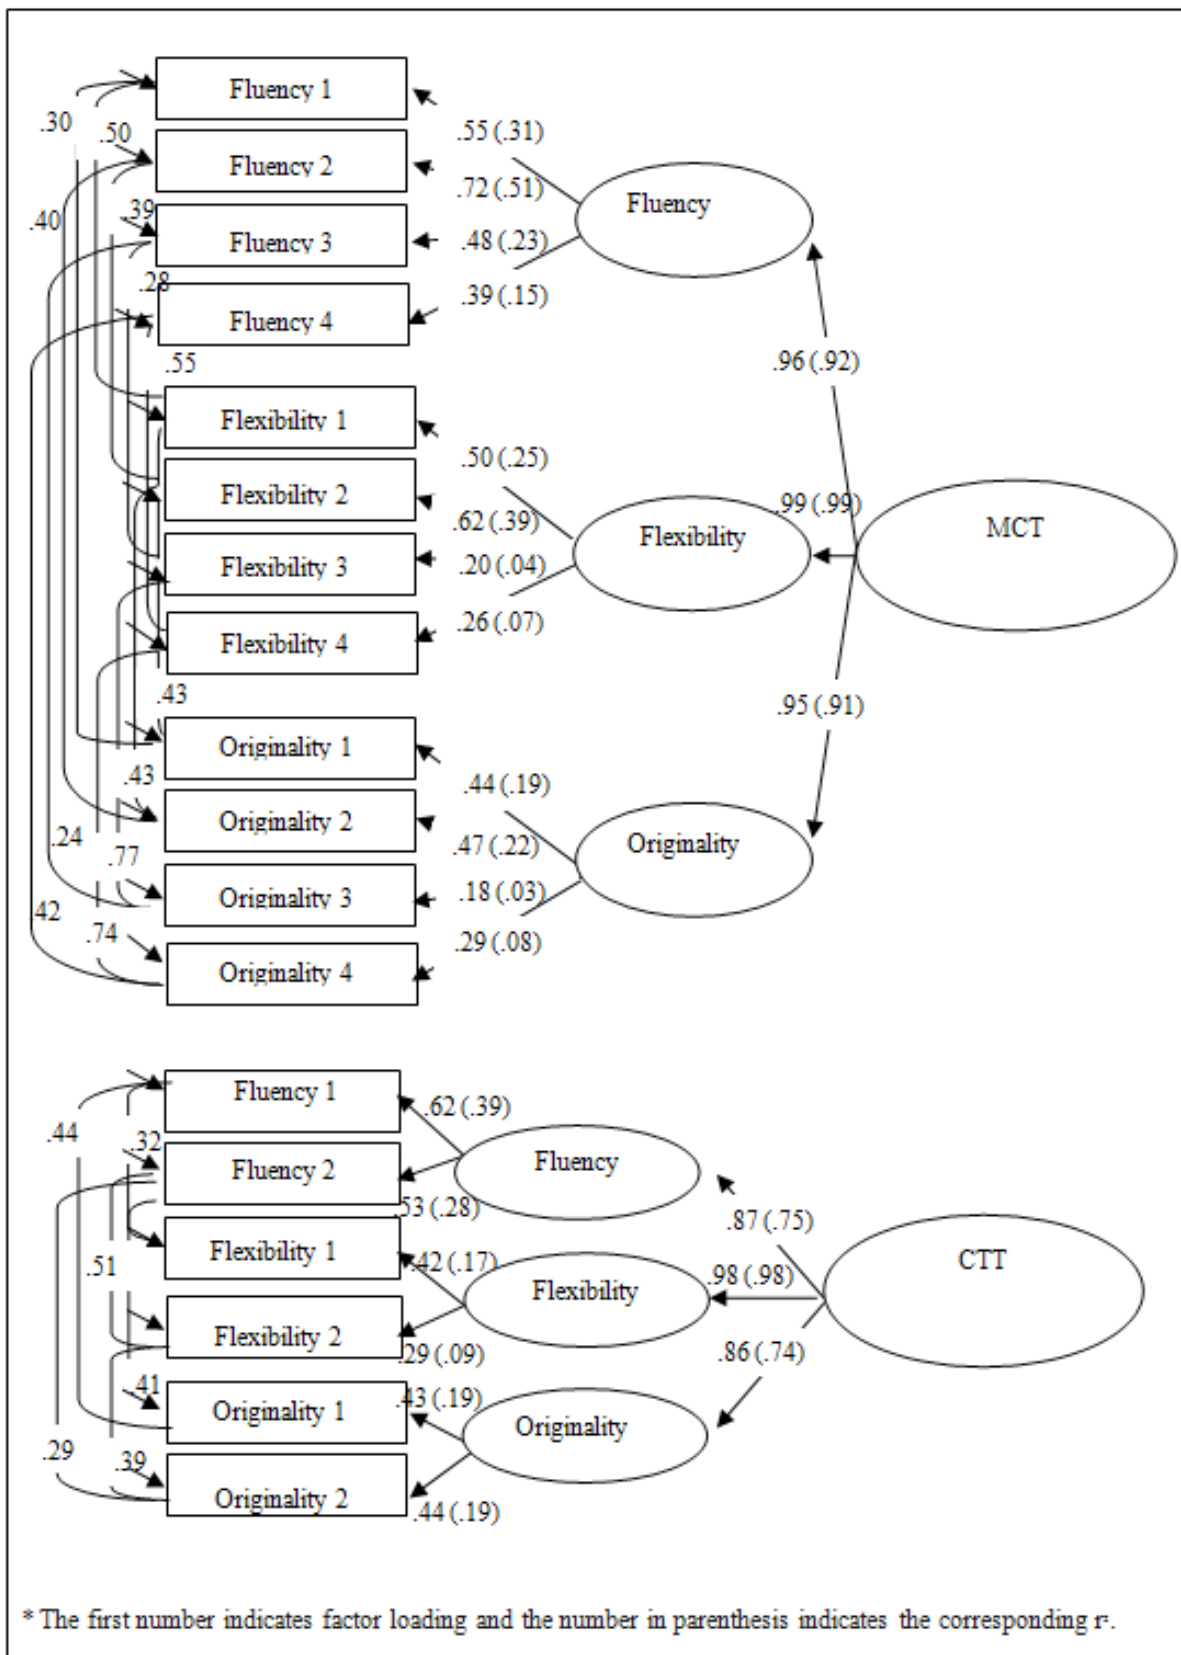 Fluency 1
.30
.50
.55 (.31)
Fluency 2
.72 (.51)
Fluency
.40
.39
Fluency 3
.48 (.23)
.28
.39 (.15)
Fluency 4
.55
.96 (.92)
Flexibility 1
.50 (.25)
Flexibility 2
.62 (.39)
Flexibility
.99 (.99)
MCT
Flexibility 3
.20 (.04)
.26 (.07)
Flexibility 4
.43
.95 (.91)
Originality 1
.43
.44 (.19)
Originality 2
.24
.47 (.22)
Originality
.77
Originality 3
.18 (.03)
.42
.74
.29 (.08)
Originality 4
Fluency 1
.62 (.39)
.44
.32
Fluency 2
Fluency
.53 (.28)
.87 (.75)
Flexibility 1
.42 (.17)
.51
Flexibility
.98 (.98)
CTT
Flexibility 2
.29 (.09)
.86 (.74)
.41
Originality 1
.43 (.19)
Originality
.29
.39
Originality 2
.44 (.19)
* The first number indicates factor loading and the number in parenthesis indicates the corresponding r².